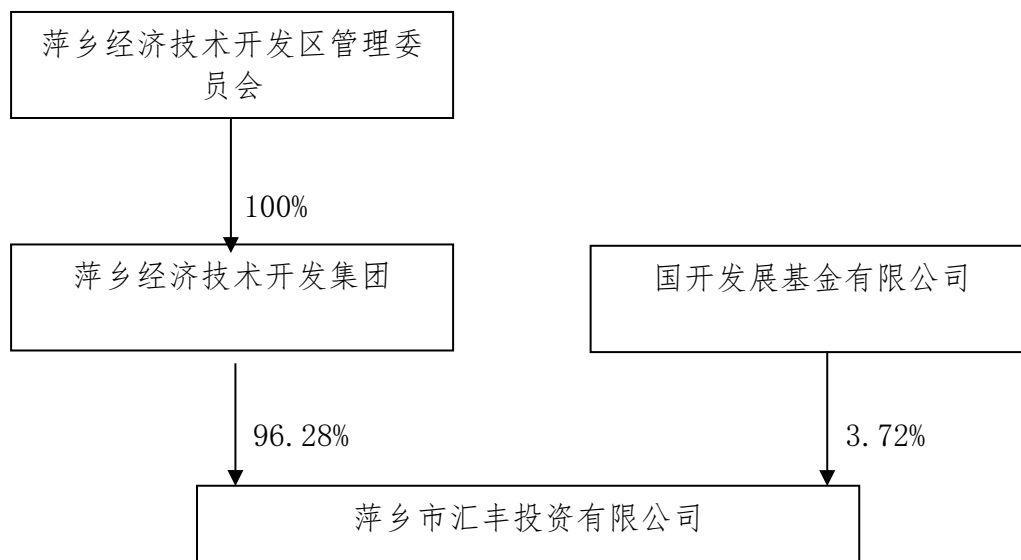 萍乡经济技术开发区管理委
员会
100%
萍乡经济技术开发集团
国开发展基金有限公司
96.28%
3.72%
萍乡市汇丰投资有限公司